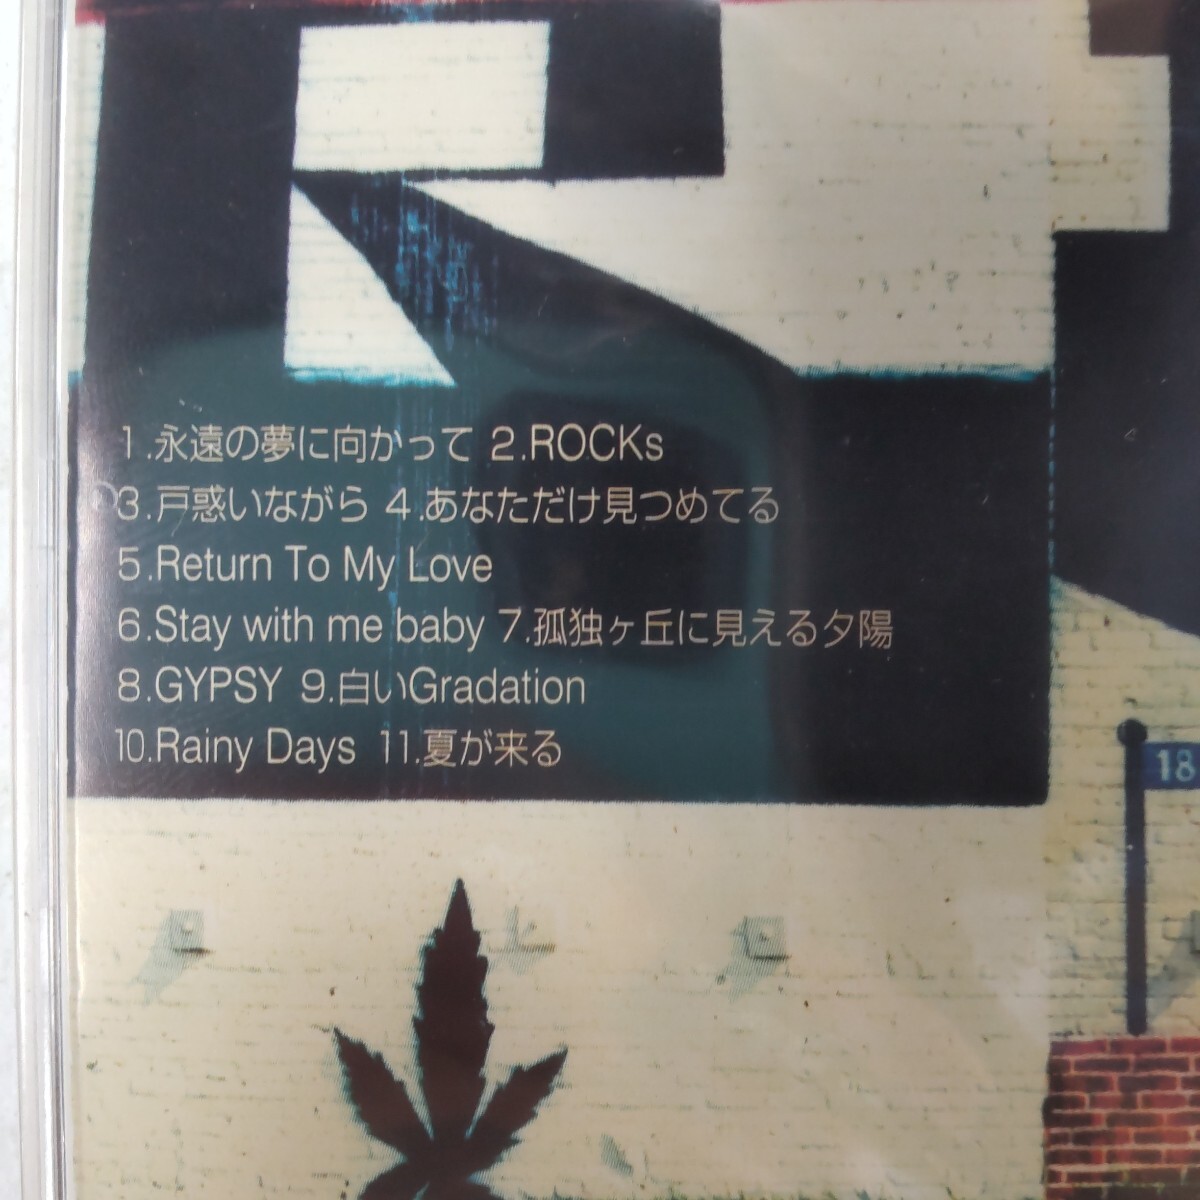 1.永遠の夢に向かって 2.ROCKs
3.戸惑いながら 4.あなただけ見つめてる
5.Return To My Love
6.Stay with me baby 7.孤独ヶ丘に見える夕陽
8.GYPSY 9.白いGradation
10.Rainy Days 11.夏が来る
18